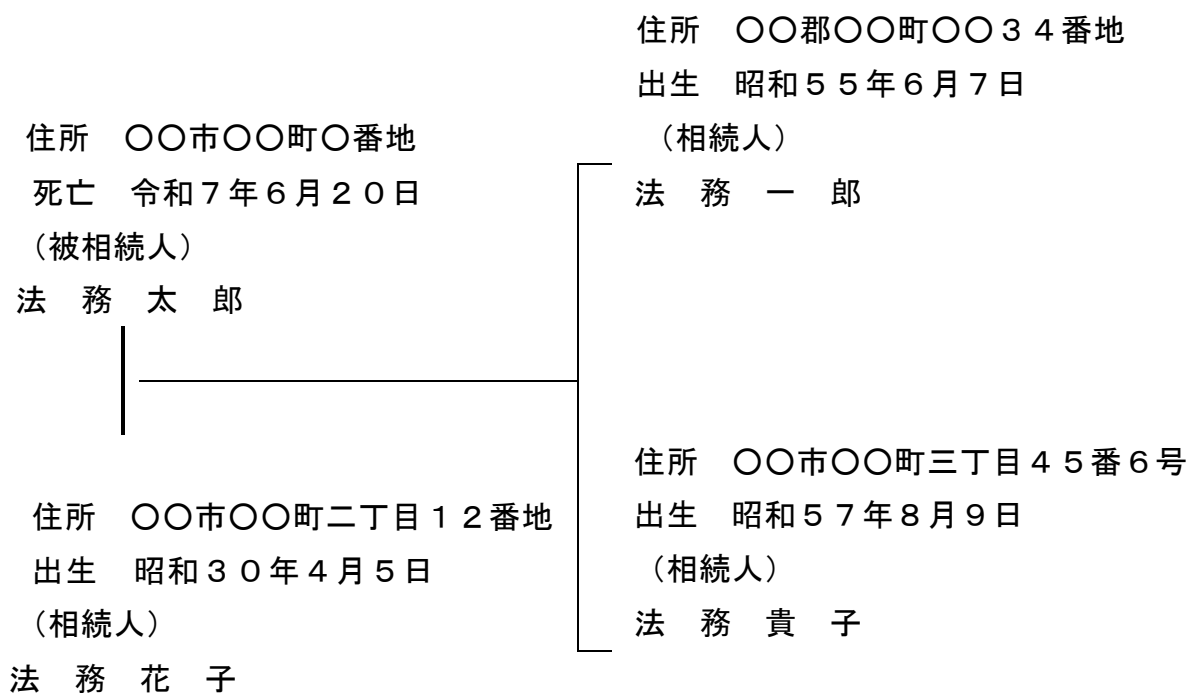 住所　〇〇郡〇〇町〇〇３４番地
出生　昭和５５年６月７日
（相続人）
法　務　一　郎
住所　〇〇市〇〇町〇番地
死亡　令和７年６月２０日
（被相続人）
法　務　太　郎
住所　〇〇市〇〇町二丁目１２番地
出生　昭和３０年４月５日
（相続人）
法　務　花　子
住所　〇〇市〇〇町三丁目４５番６号
出生　昭和５７年８月９日
（相続人）
法　務　貴　子